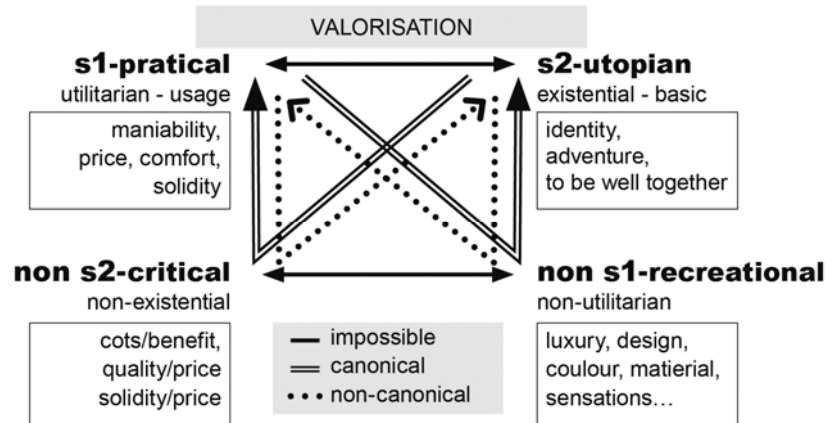 VALORISATION
s1-pratical
utilitarian - usage
maniability,
price, comfort,
solidity
s2-utopian
existential - basic
identity,
adventure,
to be well together
non s2-critical
non-existential
cots/benefit,
quality/price
solidity/price
impossible
canonical
non-canonical
non s1-recreational
non-utilitarian
luxury, design,
coulour, matierial,
sensations...